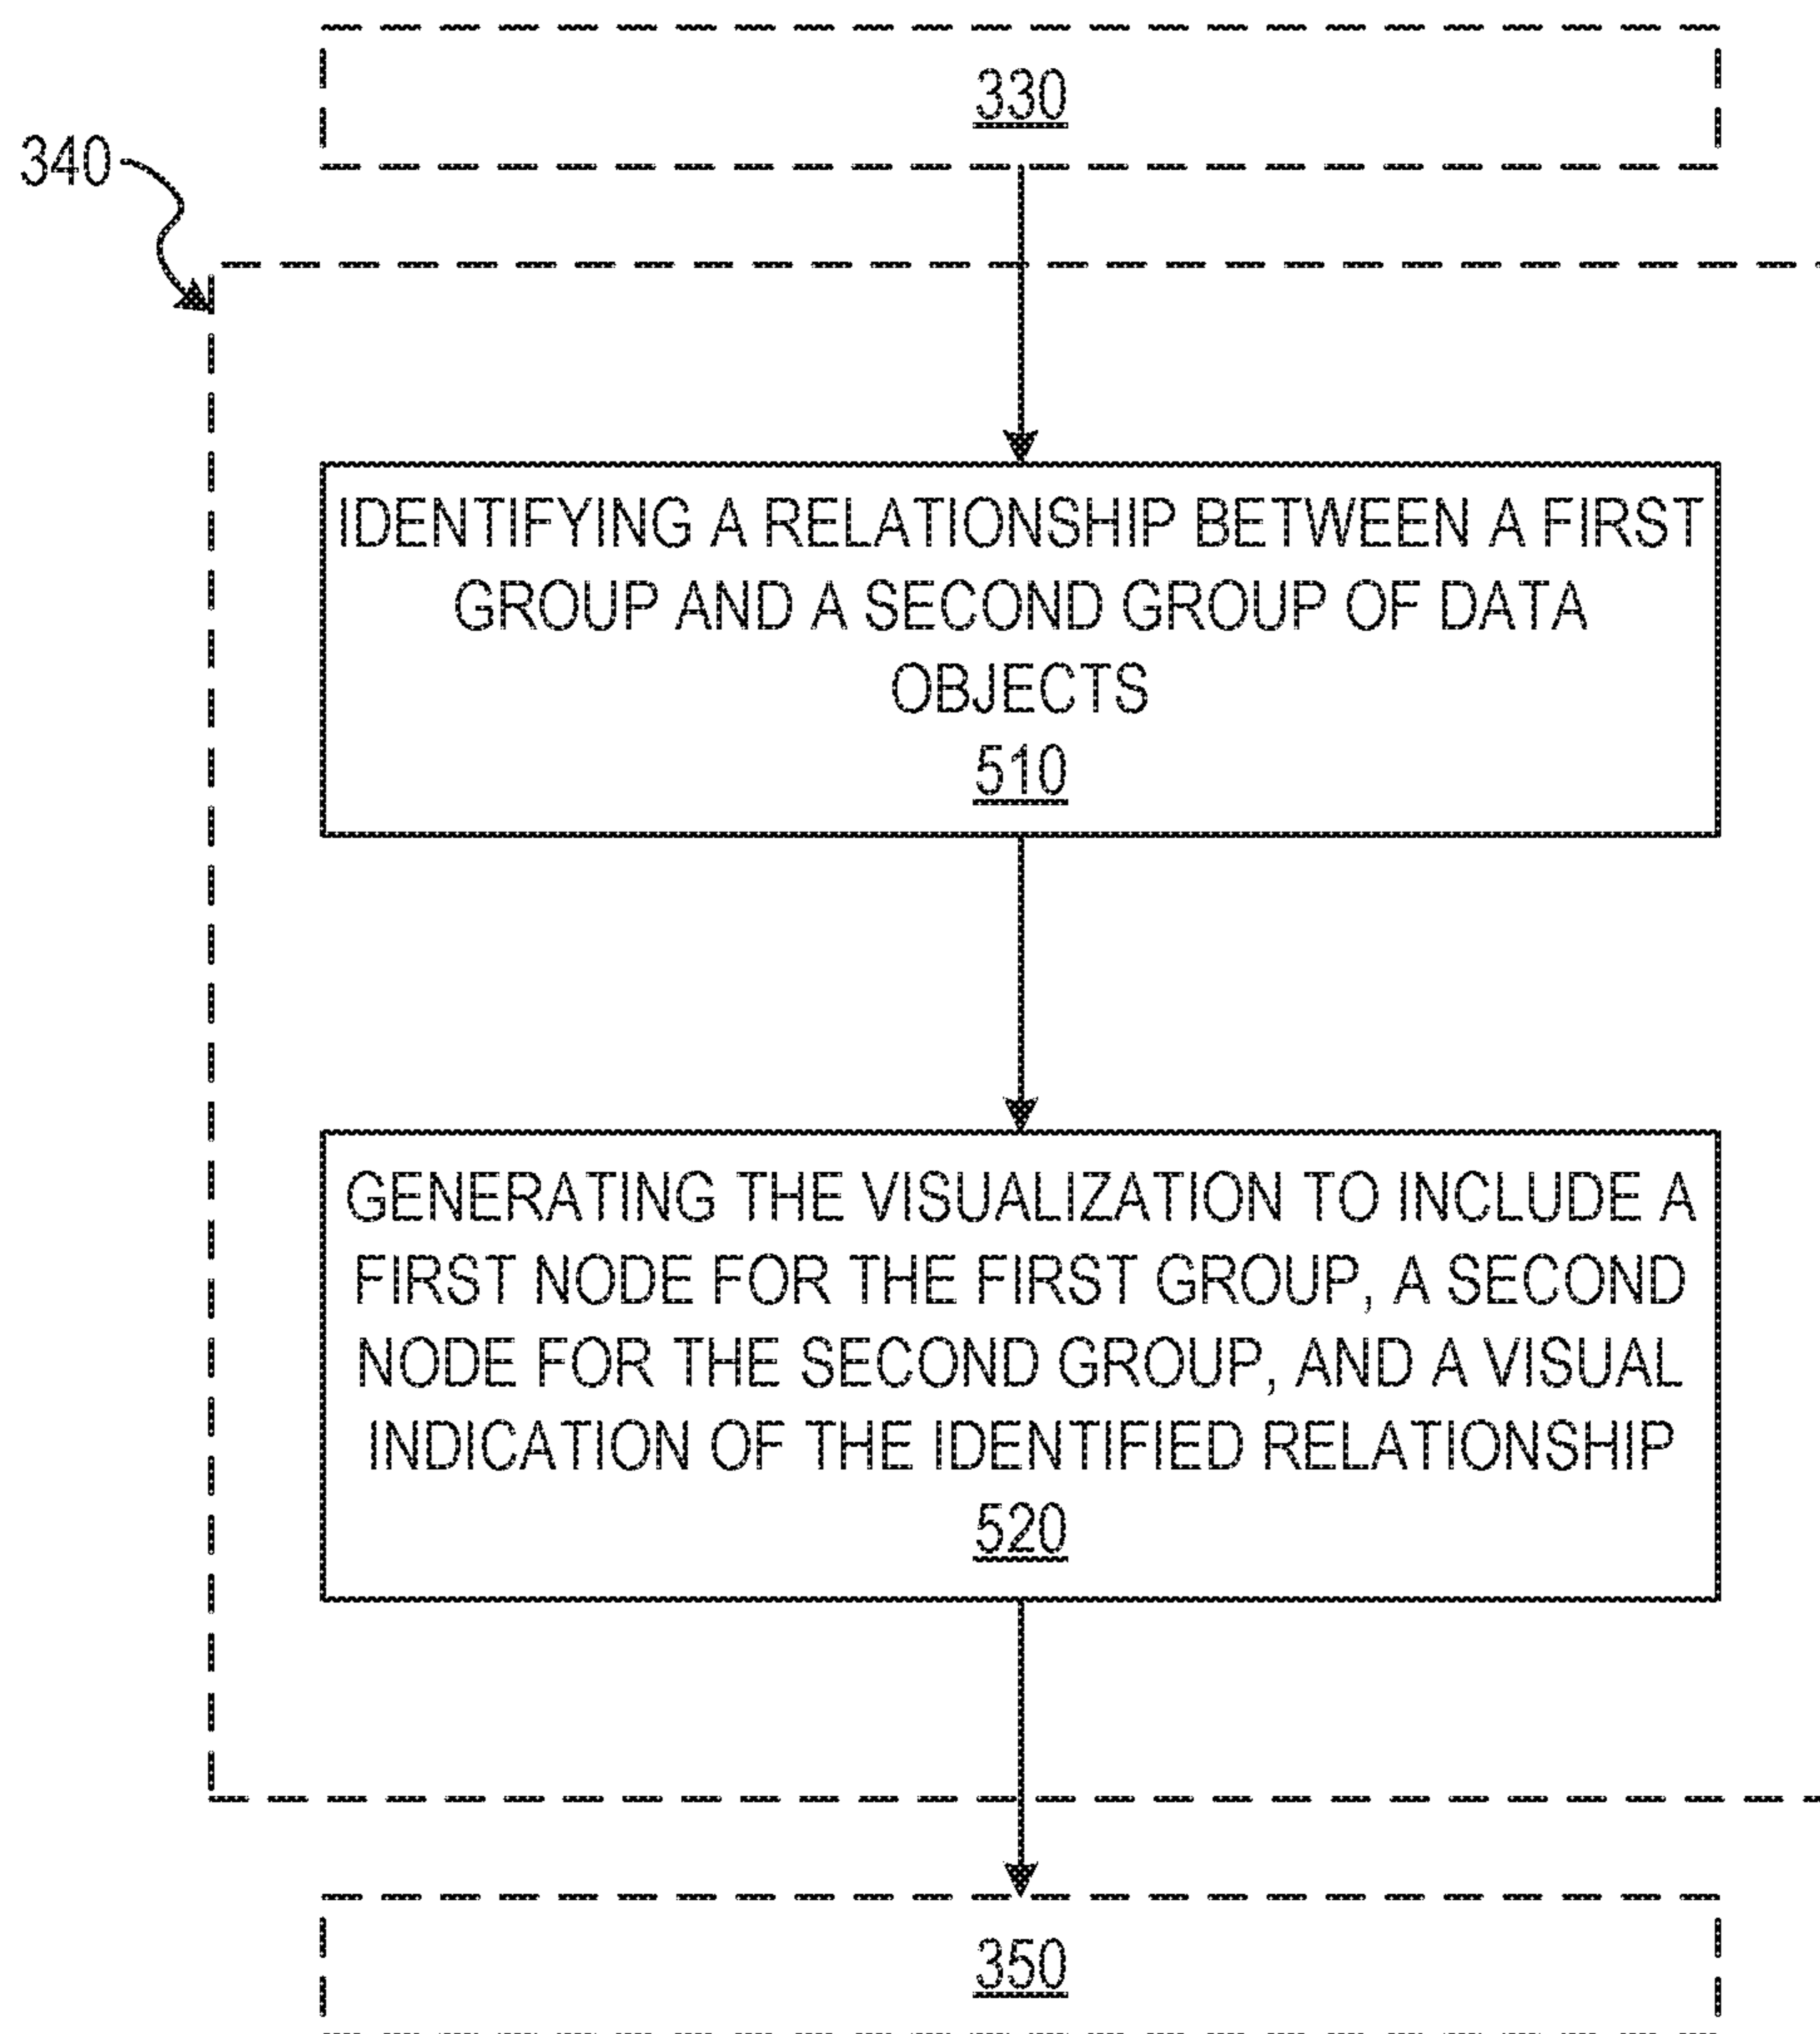 330
340
IDENTIFYING A RELATIONSHIP BETWEEN A FIRST
GROUP AND A SECOND GROUP OF DATA
OBJECTS
510
GENERATING THE VISUALIZATION TO INCLUDE A
FIRST NODE FOR THE FIRST GROUP, A SECOND
NODE FOR THE SECOND GROUP, AND A VISUAL
INDICATION OF THE IDENTIFIED RELATIONSHIP
520
350